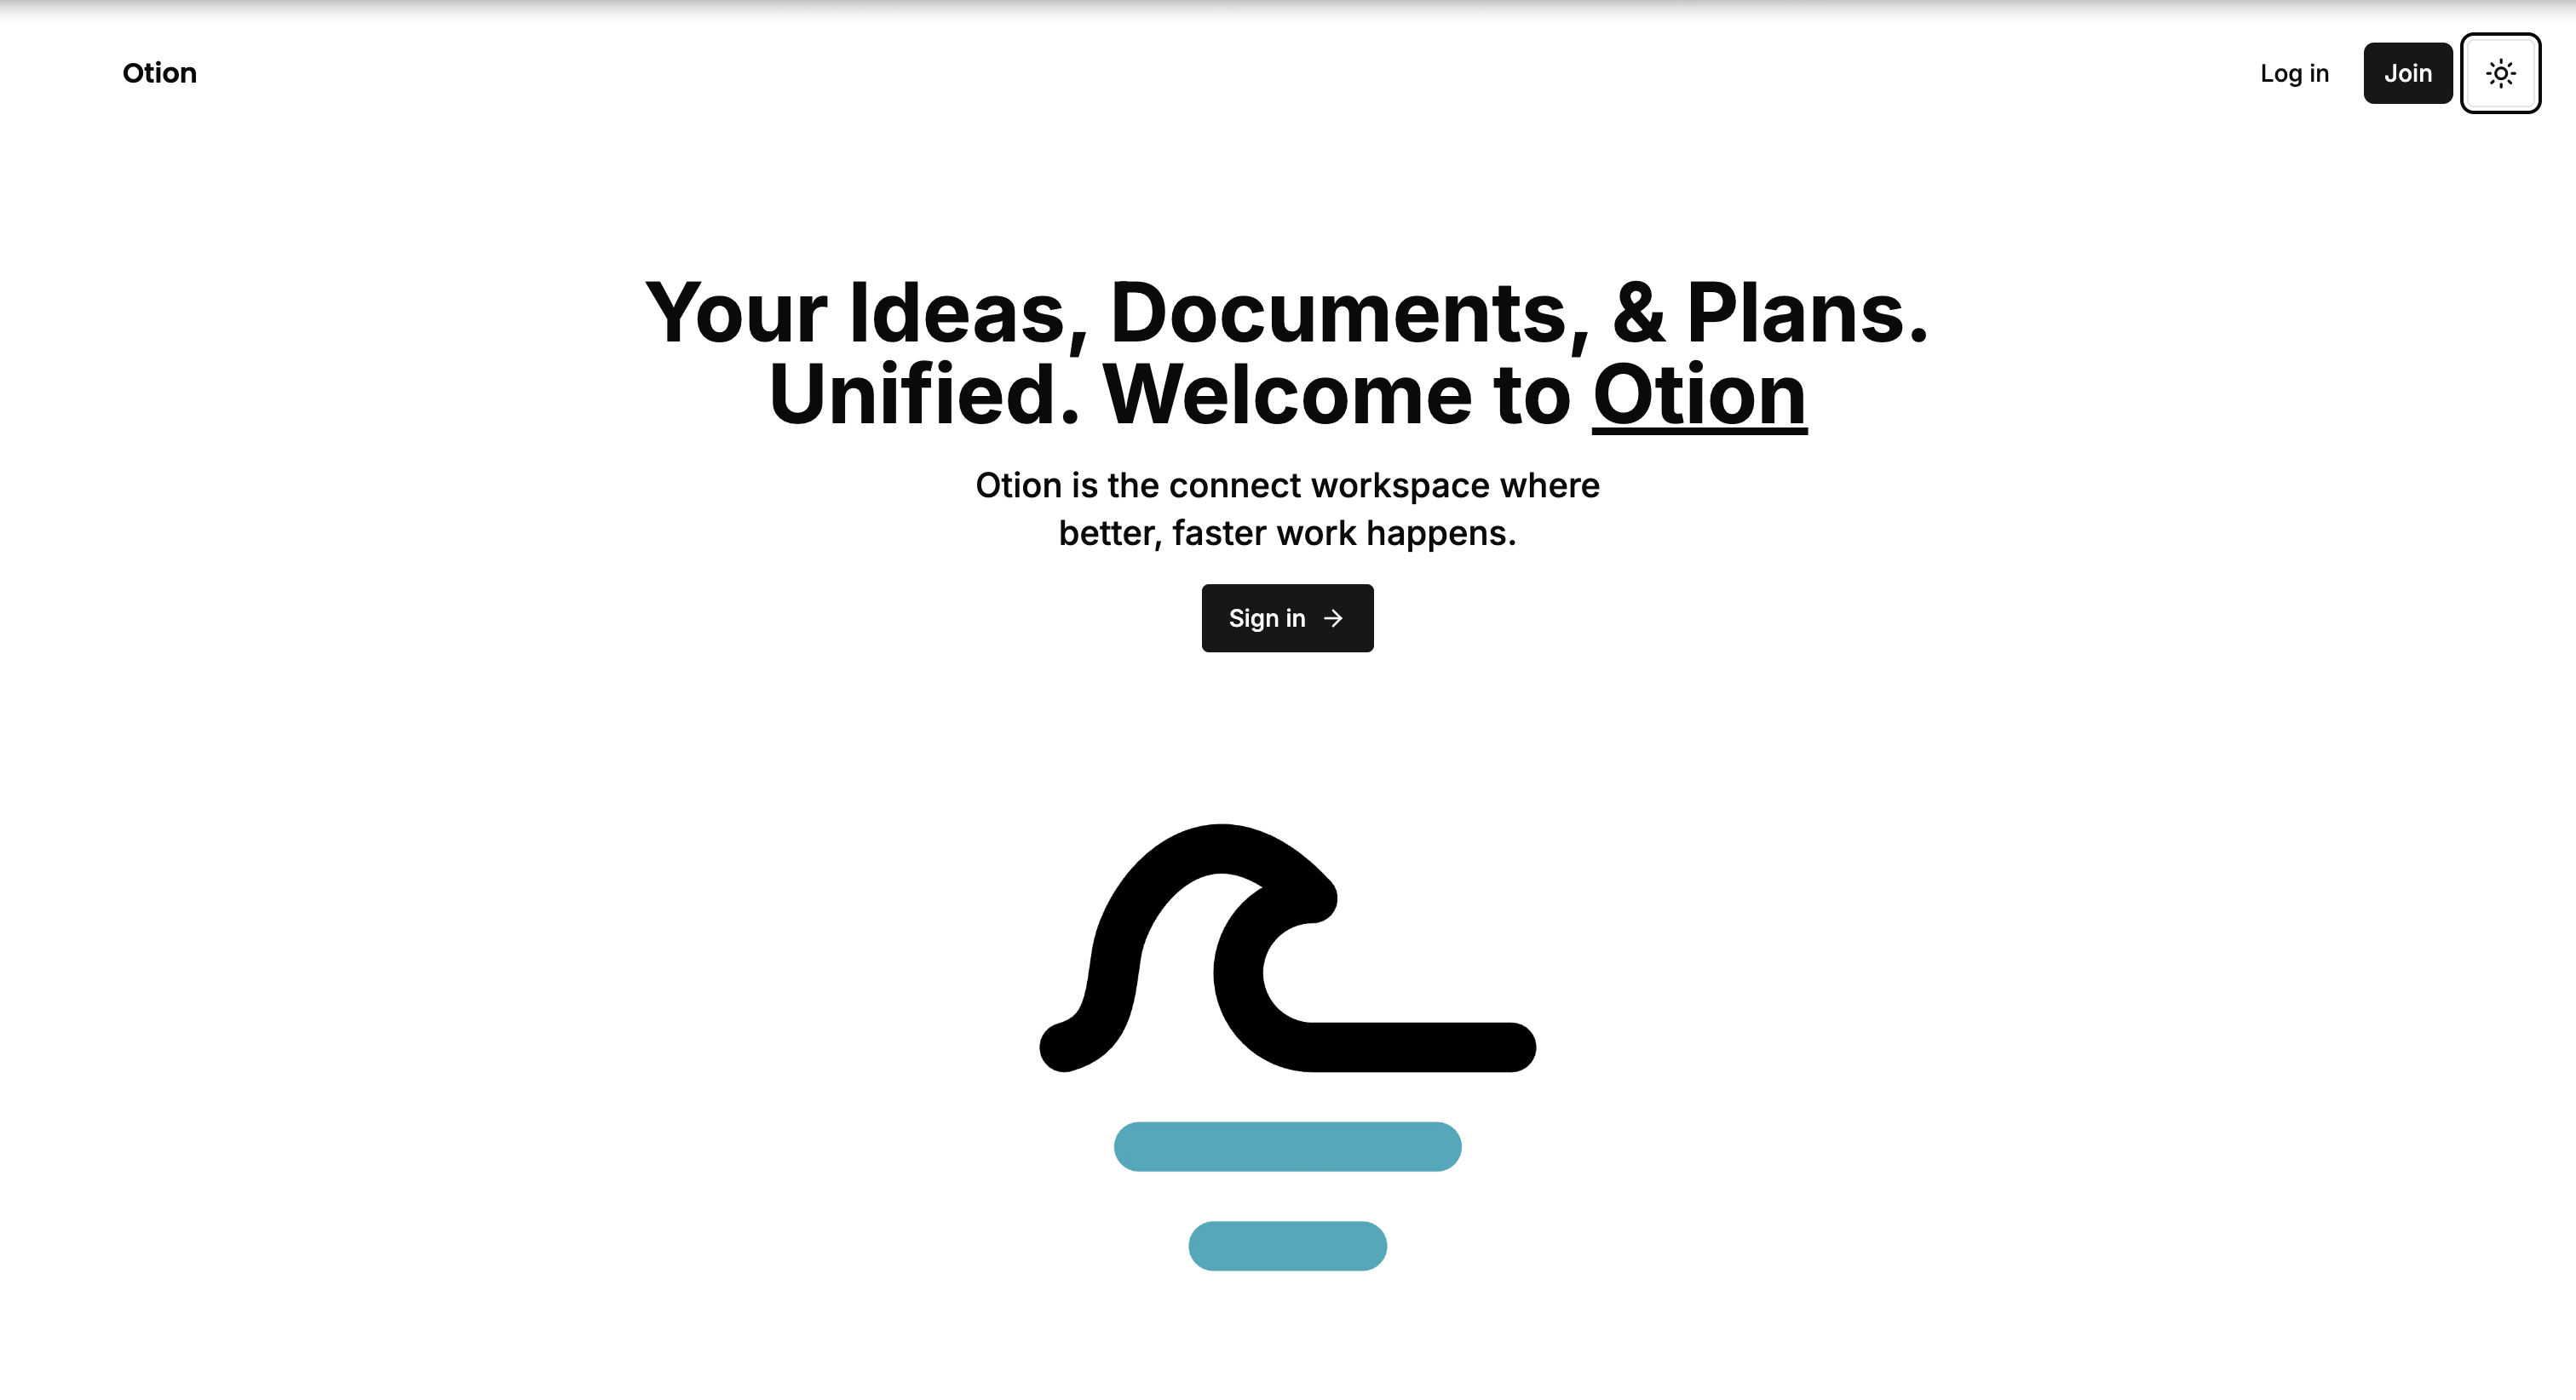 Otion
Log in
Join
Your Ideas, Documents, & Plans.
Unified. Welcome to Otion
Otion is the connect workspace where
better, faster work happens.
Sign in